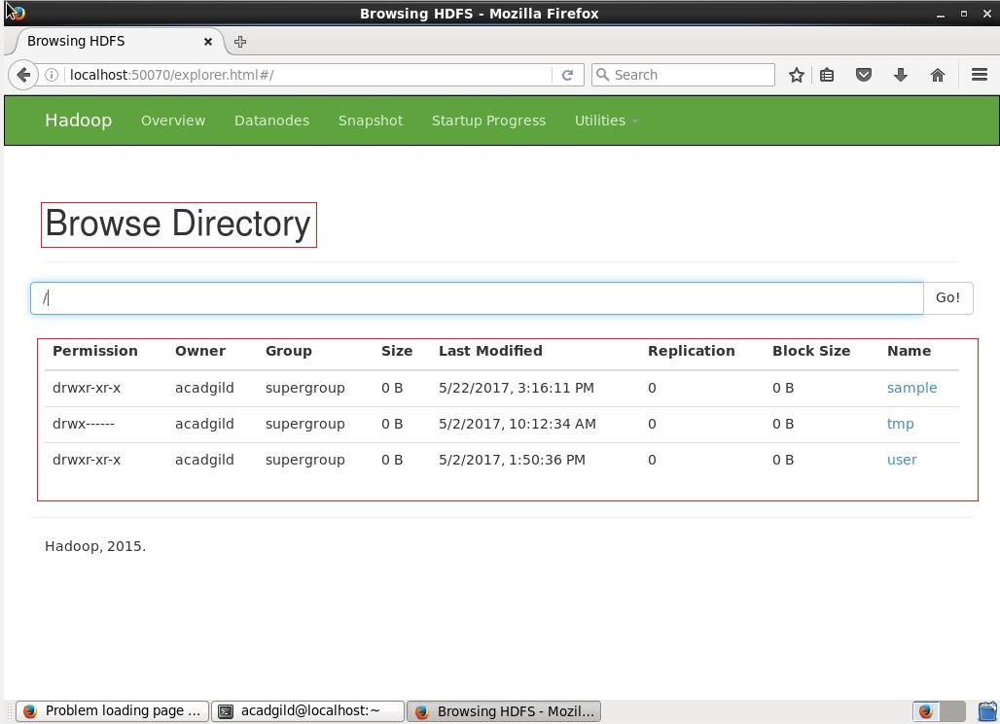 Browsing HDFS - Mozilla Firefox
Browsing HDFS
localhost:50070/explorer.html#/
Search
Hadoop Overview Datanodes Snapshot Startup Progress Utilities
Browse Directory
/
Go!
Permission Owner Group Size Last Modified Replication Block Size Name
drwxr-xr-x acadgild supergroup 0 B 5/22/2017, 3:16:11 PM 0 0 B sample
drwx------ acadgild supergroup 0 B 5/2/2017, 10:12:34 AM 0 0 B tmp
drwxr-xr-x acadgild supergroup 0 B 5/2/2017, 1:50:36 PM 0 0 B user
Hadoop, 2015.
Problem loading page ... acadgild@localhost:~ Browsing HDFS - Mozil...